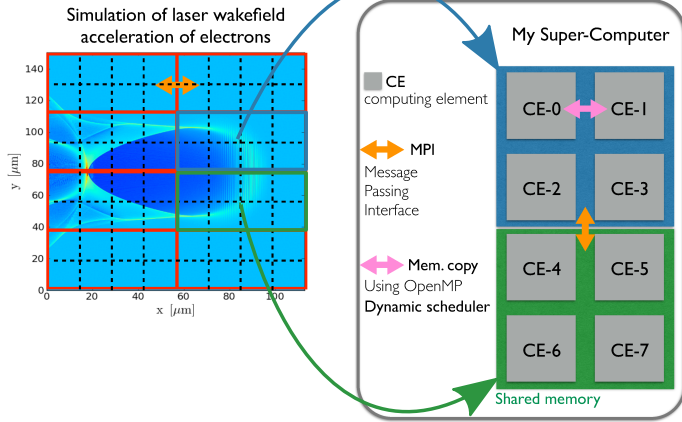 Simulation of laser wakefield
acceleration of electrons
140
120
100
80
60
40
20
0
y [μm]
0 20 40 60 80 100
x [μm]
My Super-Computer
CE
computing element
MPI
Message
Passing
Interface
Mem. copy
Using OpenMP
Dynamic scheduler
CE-0 CE-1
CE-2 CE-3
CE-4 CE-5
CE-6 CE-7
Shared memory